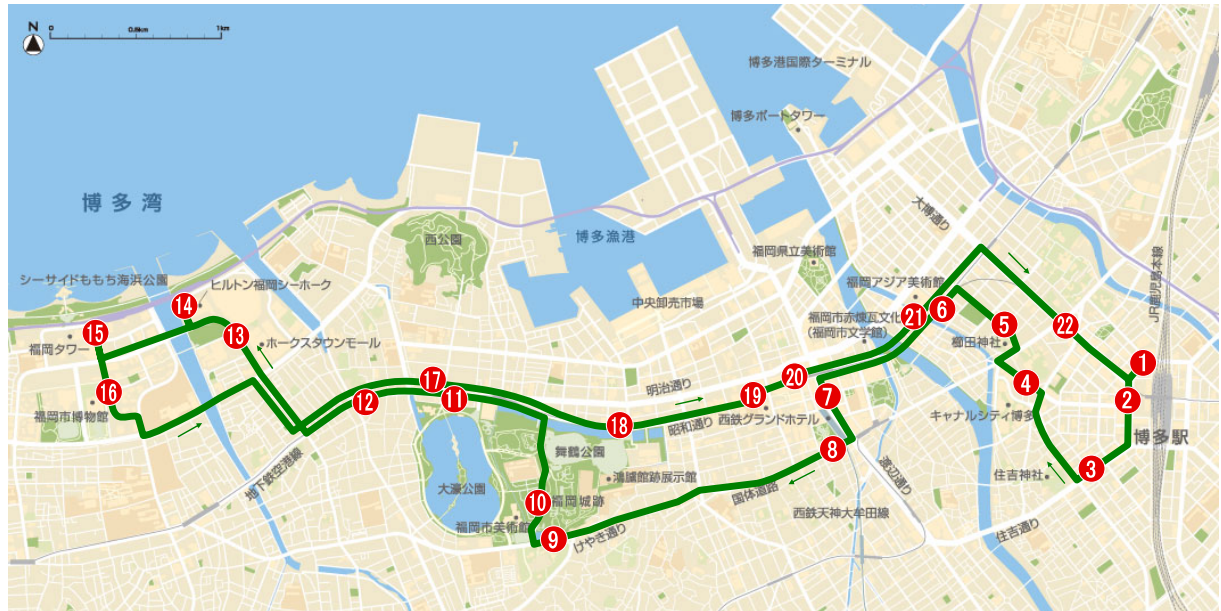 N
0 0.5km 1km
博多港国際ターミナル
博多ポートタワー
博多湾
大博通り
西公園
博多漁港
福岡県立美術館
シーサイドももち海浜公園
ヒルトン福岡シーホーク
福岡アジア美術館
中央卸売市場
JR鹿児島本線
14
15
13
福岡タワー
ホークスタウンモール
福岡市赤煉瓦文化館
(福岡市文学館)
21
6
5
22
櫛田神社
1
2
16
福岡市博物館
17
11
12
明治通り
20
19
7
4
キャナルシティ博多
18
昭和通り
西鉄グランドホテル
博多駅
8
舞鶴公園
渡辺通り
3
地下鉄空港線
大濠公園
鴻臚館跡展示館
国体道路
住吉神社
10
福岡城跡
福岡市美術館
西鉄天神大牟田線
9
けやき通り
住吉通り